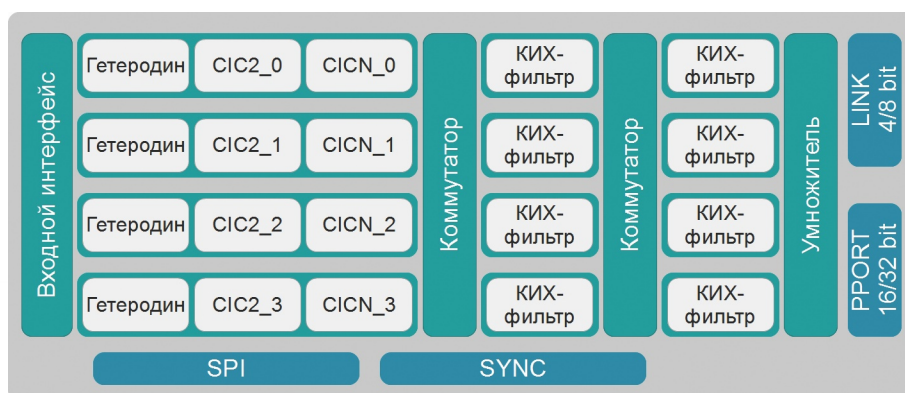 Входной интерфейс
Гетеродин
CIC2_0
CICN_0
Гетеродин
CIC2_1
CICN_1
Гетеродин
CIC2_2
CICN_2
Гетеродин
CIC2_3
CICN_3
Коммутатор
КИХ-
фильтр
КИХ-
фильтр
КИХ-
фильтр
КИХ-
фильтр
Коммутатор
КИХ-
фильтр
КИХ-
фильтр
КИХ-
фильтр
КИХ-
фильтр
Умножитель
LINK
4/8 bit
PPORT
16/32 bit
SPI
SYNC